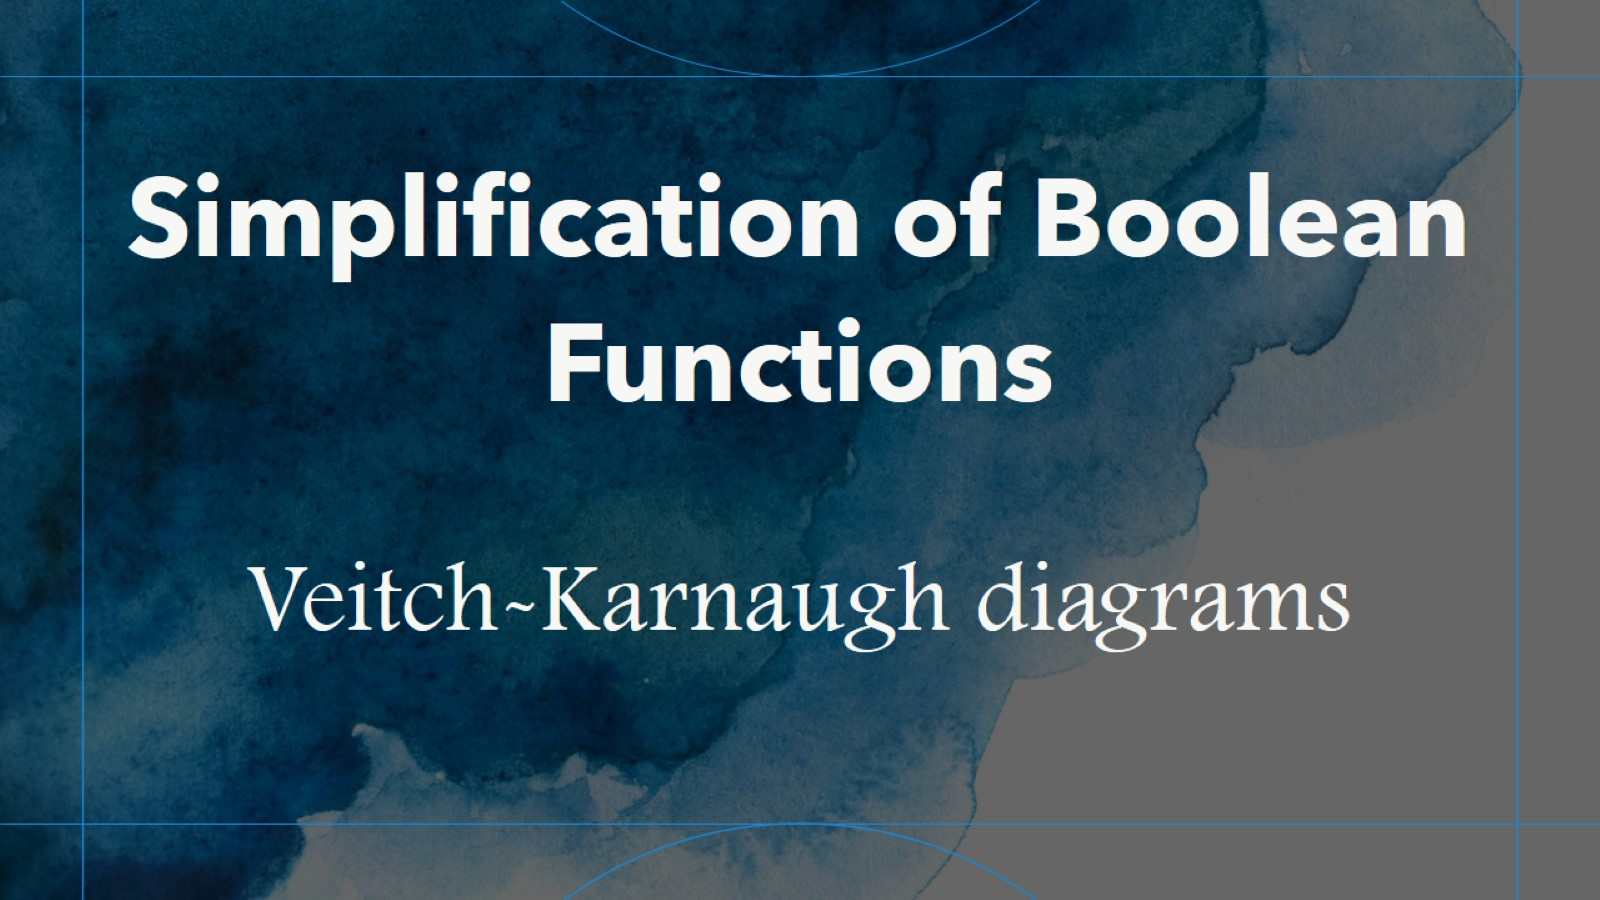 Simplification of Boolean
Functions
Veitch-Karnaugh diagrams